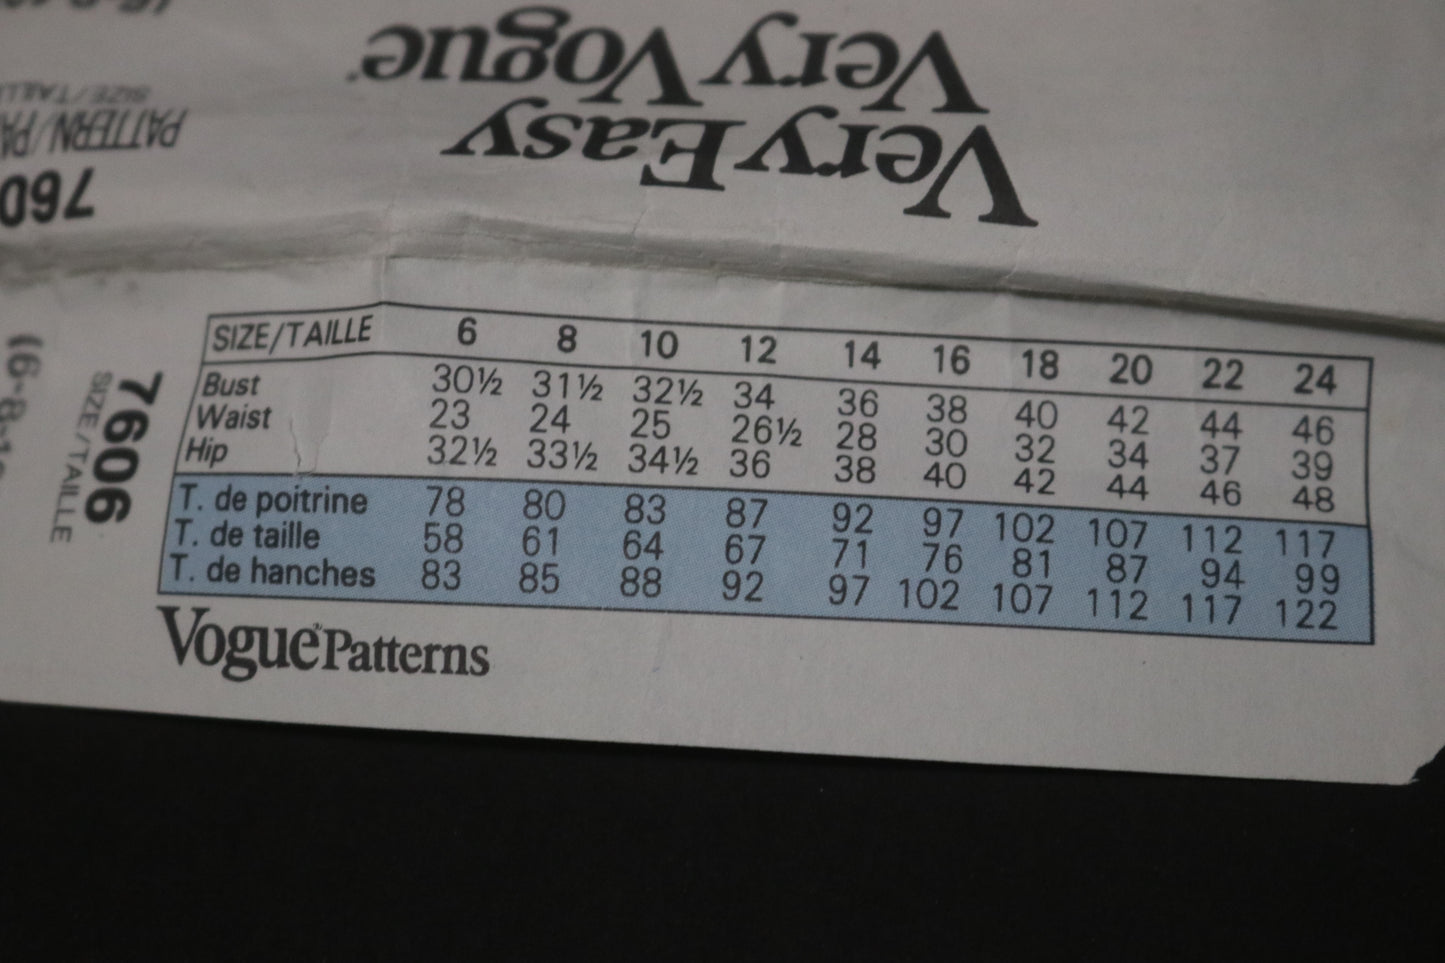 Very Easy
Very Vogue
SIZE/TAILLE
PATTERN/PA
760
7606
SIZE/TAILLE
(6-8-1
SIZE/TAILLE 6 8 10 12 14 16 18 20 22 24
Bust 30½ 31½ 32½ 34 36 38 40 42 44 46
Waist 23 24 25 26½ 28 30 32 34 37 39
Hip 32½ 33½ 34½ 36 38 40 42 44 46 48
T. de poitrine 78 80 83 87 92 97 102 107 112 117
T. de taille 58 61 64 67 71 76 81 87 94 99
T. de hanches 83 85 88 92 97 102 107 112 117 122
Vogue Patterns